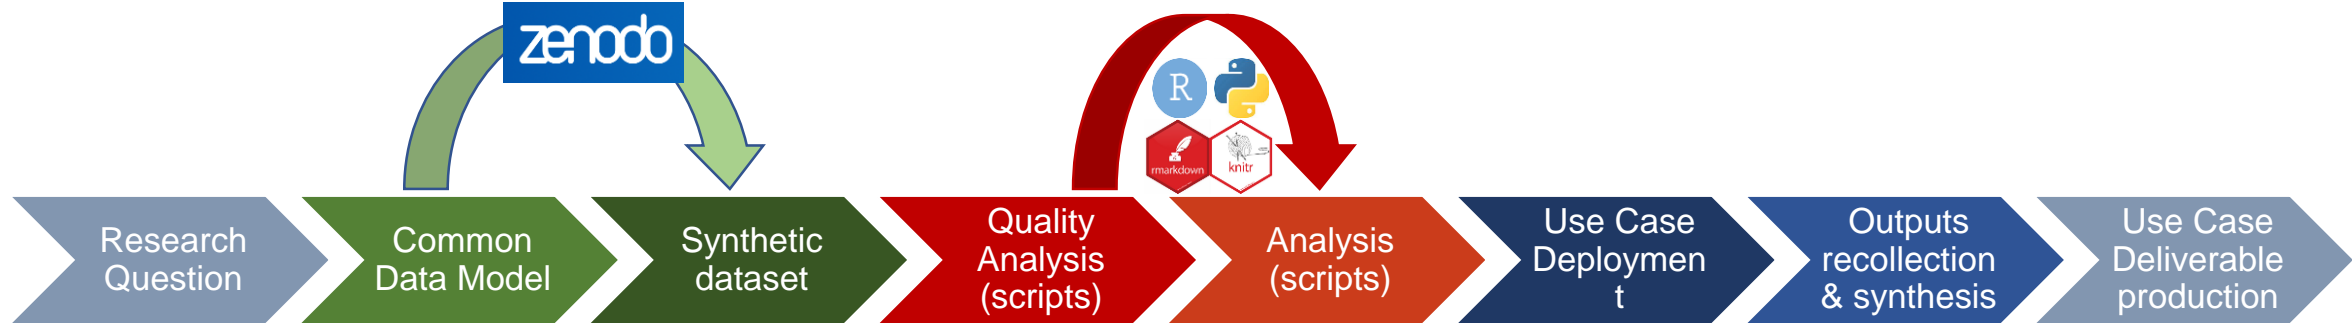 zenodo
R
rmarkdown
knitr
Research
Question
Common
Data Model
Synthetic
dataset
Quality
Analysis
(scripts)
Analysis
(scripts)
Use Case
Deploymen
t
Outputs
recollection
& synthesis
Use Case
Deliverable
production